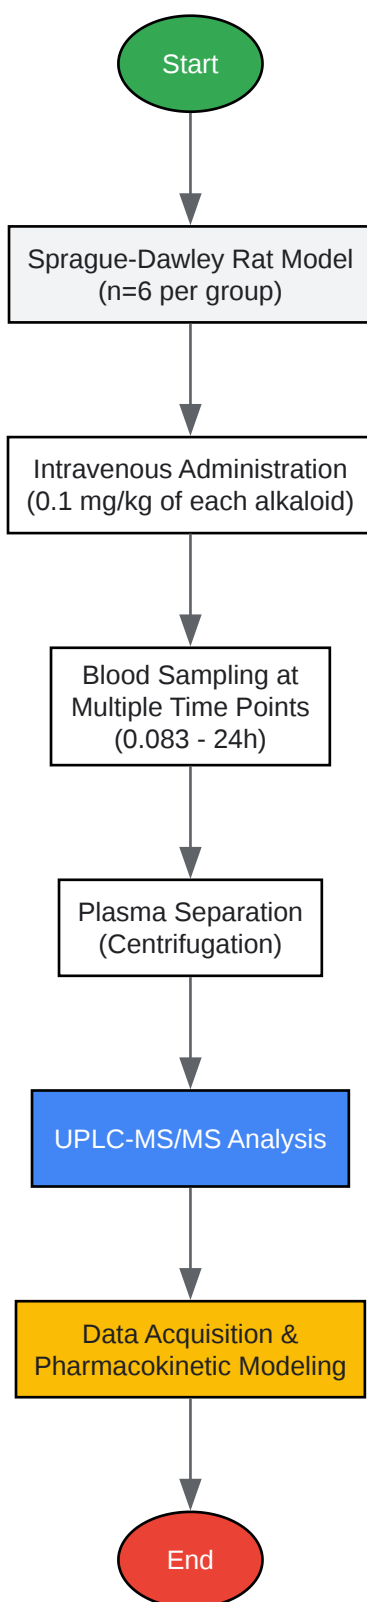 Start
Sprague-Dawley Rat Model
(n=6 per group)
Intravenous Administration
(0.1 mg/kg of each alkaloid)
Blood Sampling at
Multiple Time Points
(0.083 - 24h)
Plasma Separation
(Centrifugation)
UPLC-MS/MS Analysis
Data Acquisition &
Pharmacokinetic Modeling
End